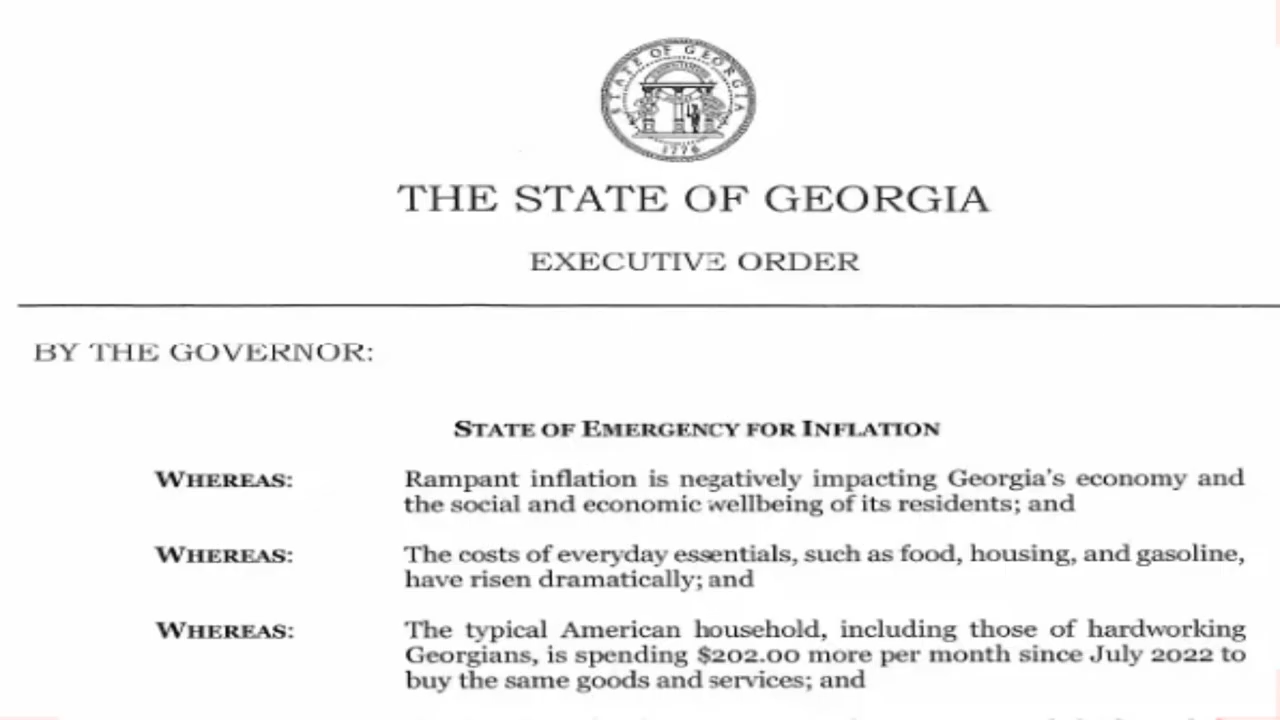 STATE OF GEORGIA
1776
THE STATE OF GEORGIA
EXECUTIVE ORDER
BY THE GOVERNOR:
STATE OF EMERGENCY FOR INFLATION
WHEREAS: Rampant inflation is negatively impacting Georgia's economy and
the social and economic wellbeing of its residents; and
WHEREAS: The costs of everyday essentials, such as food, housing, and gasoline,
have risen dramatically; and
WHEREAS: The typical American household, including those of hardworking
Georgians, is spending $202.00 more per month since July 2022 to
buy the same goods and services; and